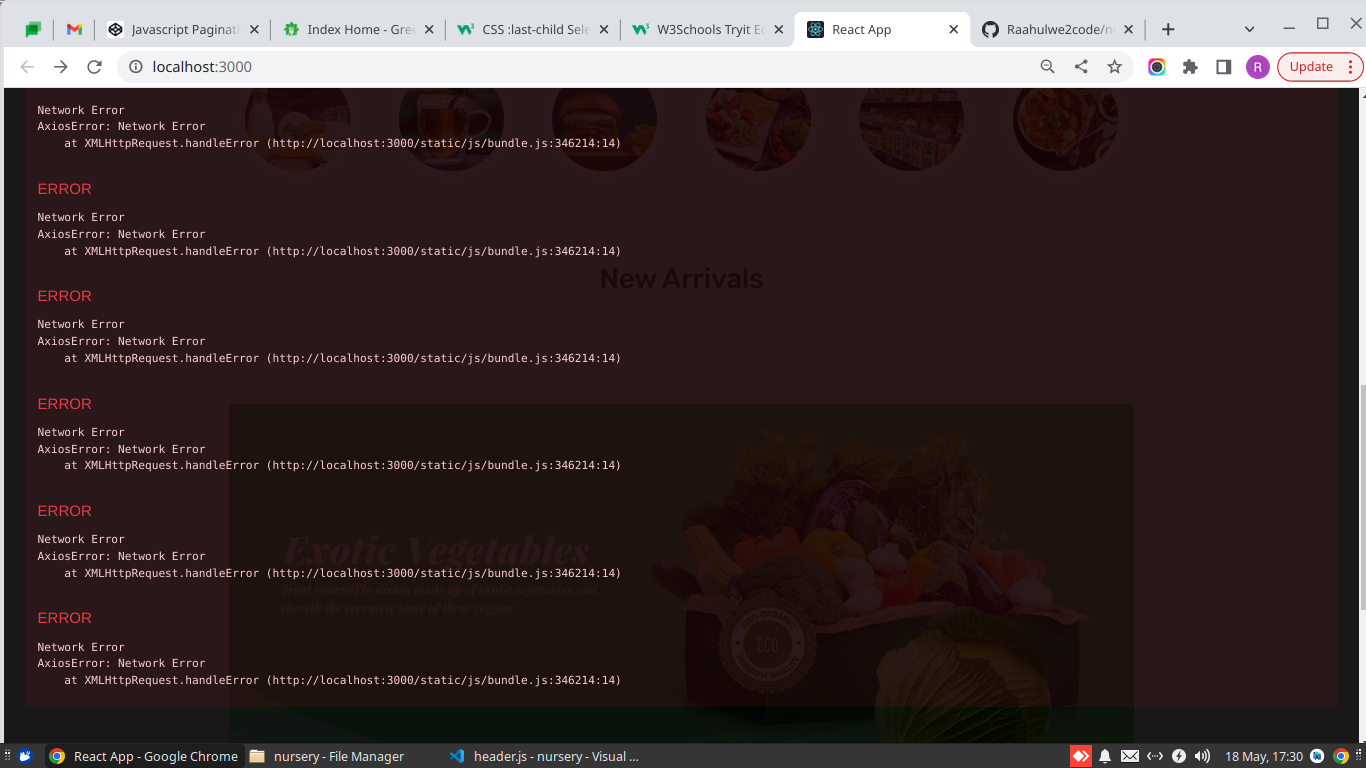 Javascript Paginat
Index Home - Gre
CSS :last-child Sele
W3Schools Tryit E
React App
Raahulwe2code/n
localhost:3000
R
Update
Network Error
AxiosError: Network Error
at XMLHttpRequest.handleError (http://localhost:3000/static/js/bundle.js:346214:14)
ERROR
Network Error
AxiosError: Network Error
at XMLHttpRequest.handleError (http://localhost:3000/static/js/bundle.js:346214:14)
New Arrivals
ERROR
Network Error
AxiosError: Network Error
at XMLHttpRequest.handleError (http://localhost:3000/static/js/bundle.js:346214:14)
ERROR
Network Error
AxiosError: Network Error
at XMLHttpRequest.handleError (http://localhost:3000/static/js/bundle.js:346214:14)
ERROR
Network Error
AxiosError: Network Error
at XMLHttpRequest.handleError (http://localhost:3000/static/js/bundle.js:346214:14)
Exotic Vegetables
Treat yourself to dishes made up of exotic vegetables and
cherish the eccentric taste of these veggies
ERROR
Network Error
AxiosError: Network Error
at XMLHttpRequest.handleError (http://localhost:3000/static/js/bundle.js:346214:14)
ECO
React App - Google Chrome
nursery - File Manager
header.js - nursery - Visual ...
18 May, 17:30